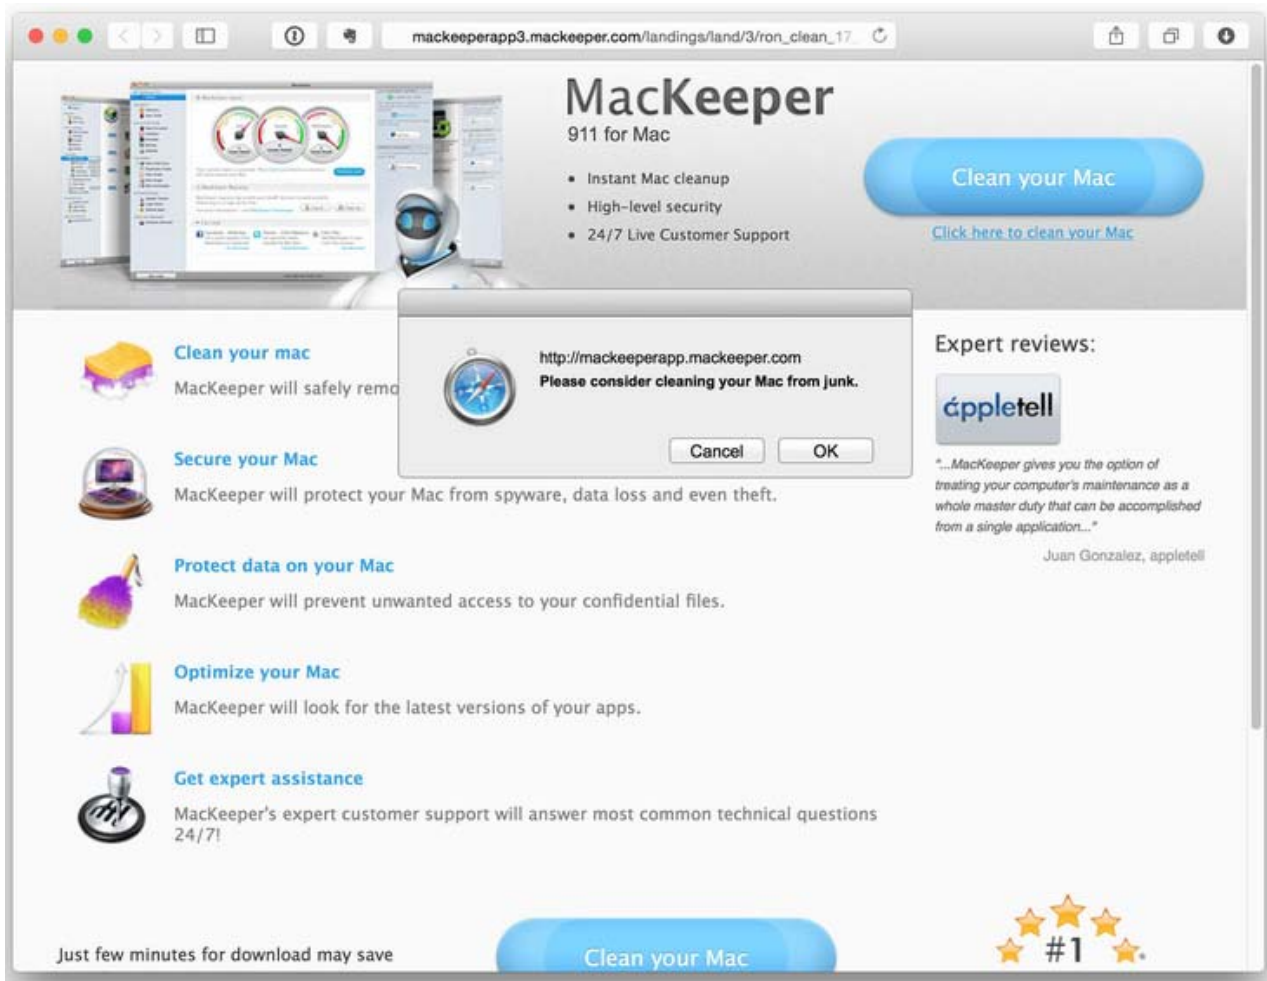 mackeeperapp3.mackeeper.com/landings/land/3/ron_clean_17_
MacKeeper
911 for Mac
• Instant Mac cleanup
• High-level security
• 24/7 Live Customer Support
Clean your Mac
Click here to clean your Mac
http://mackeeperapp.mackeeper.com
Please consider cleaning your Mac from junk.
Cancel
OK
Clean your mac
MacKeeper will safely remo
Secure your Mac
MacKeeper will protect your Mac from spyware, data loss and even theft.
Protect data on your Mac
MacKeeper will prevent unwanted access to your confidential files.
Optimize your Mac
MacKeeper will look for the latest versions of your apps.
Get expert assistance
MacKeeper's expert customer support will answer most common technical questions
24/7!
Expert reviews:
áppletell
"...MacKeeper gives you the option of
treating your computer's maintenance as a
whole master duty that can be accomplished
from a single application..."
Juan Gonzalez, appletell
Just few minutes for download may save
Clean your Mac
#1